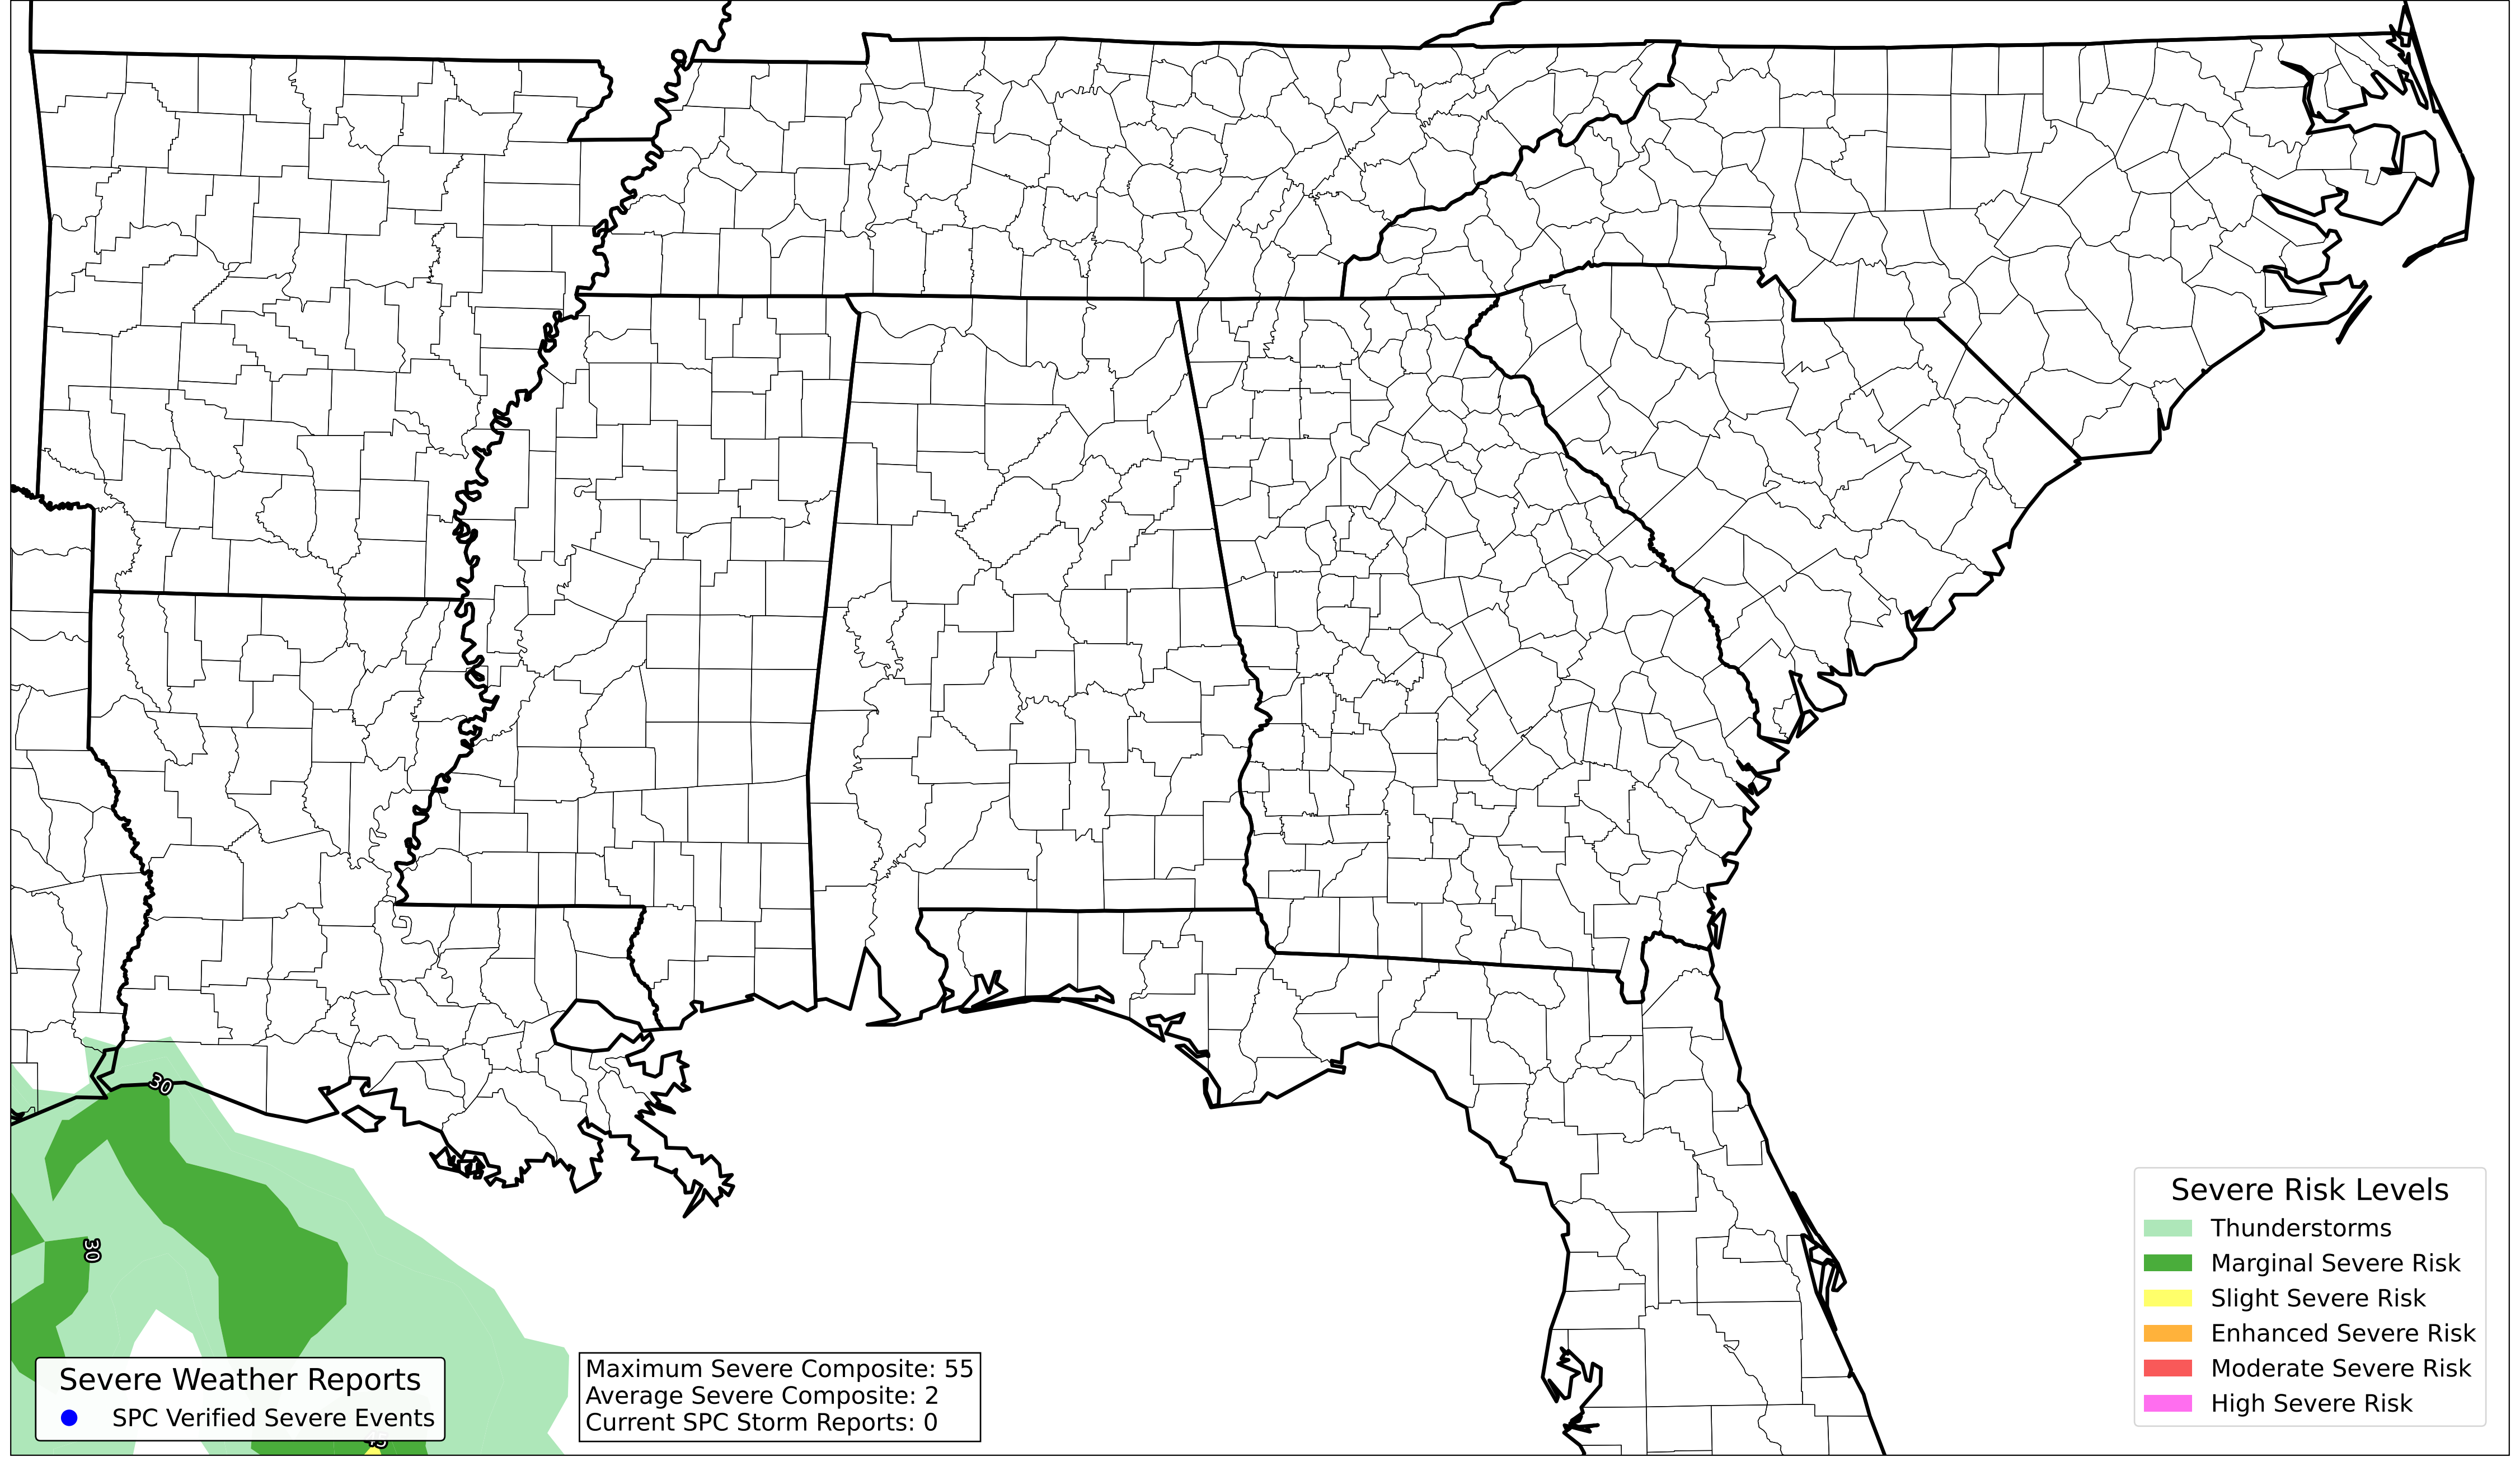 30
30
Severe Weather Reports
SPC Verified Severe Events
Maximum Severe Composite: 55
Average Severe Composite: 2
Current SPC Storm Reports: 0
Severe Risk Levels
Thunderstorms
Marginal Severe Risk
Slight Severe Risk
Enhanced Severe Risk
Moderate Severe Risk
High Severe Risk